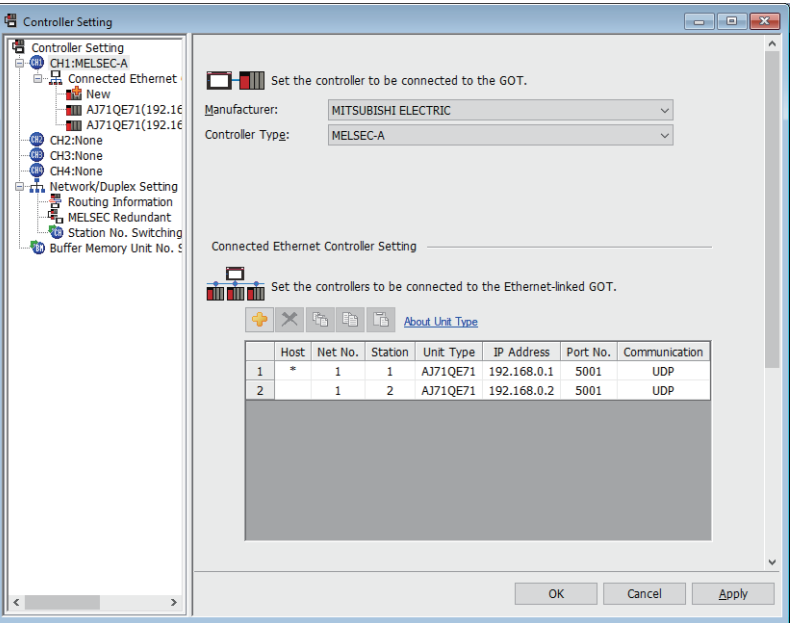 Controller Setting
Controller Setting
CH1:MELSEC-A
Connected Ethernet
New
AJ71QE71(192.16
AJ71QE71(192.16
CH2:None
CH3:None
CH4:None
Network/Duplex Setting
Routing Information
MELSEC Redundant
Station No. Switching
Buffer Memory Unit No. S
Set the controller to be connected to the GOT.
Manufacturer: MITSUBISHI ELECTRIC
Controller Type: MELSEC-A
Connected Ethernet Controller Setting
Set the controllers to be connected to the Ethernet-linked GOT.
About Unit Type
Host Net No. Station Unit Type IP Address Port No. Communication
1 * 1 1 AJ71QE71 192.168.0.1 5001 UDP
2 1 2 AJ71QE71 192.168.0.2 5001 UDP
OK Cancel Apply